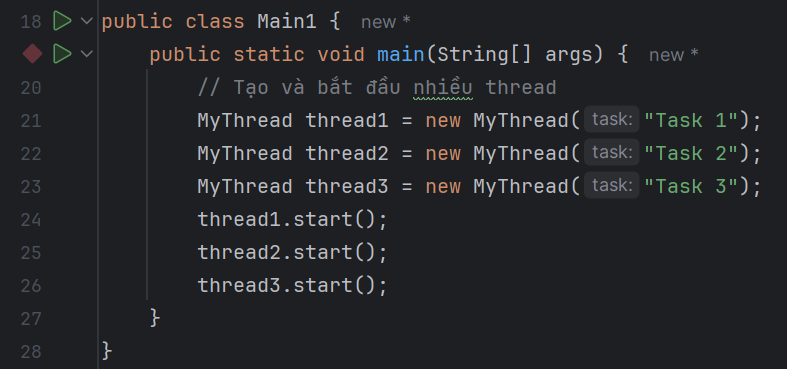 18 public class Main1 { new *
public static void main(String[] args) { new *
20 // Tạo và bắt đầu nhiều thread
21 MyThread thread1 = new MyThread( task: "Task 1");
22 MyThread thread2 = new MyThread( task: "Task 2");
23 MyThread thread3 = new MyThread( task: "Task 3");
24 thread1.start();
25 thread2.start();
26 thread3.start();
27 }
28 }